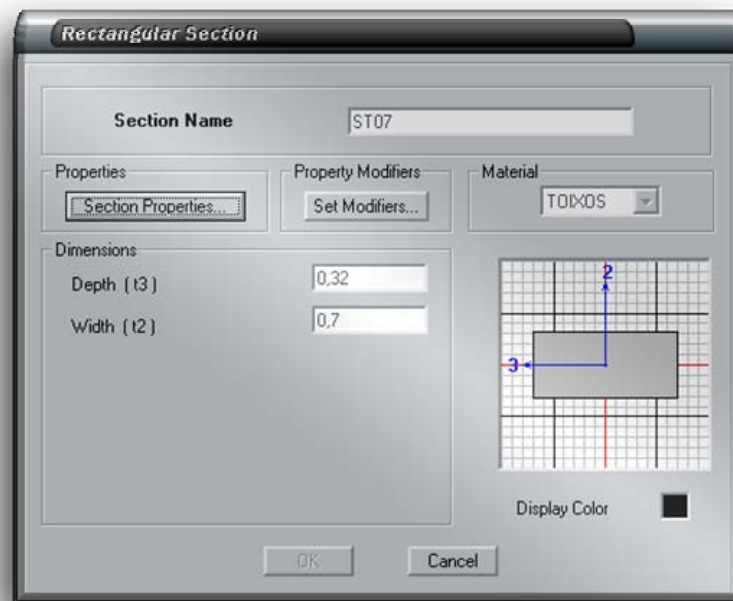 Rectangular Section
Section Name ST07
Properties Property Modifiers Material
Section Properties... Set Modifiers... TOIXOS
Dimensions
Depth ( t3 ) 0,32
Width ( t2 ) 0,7
2
3
Display Color
OK Cancel